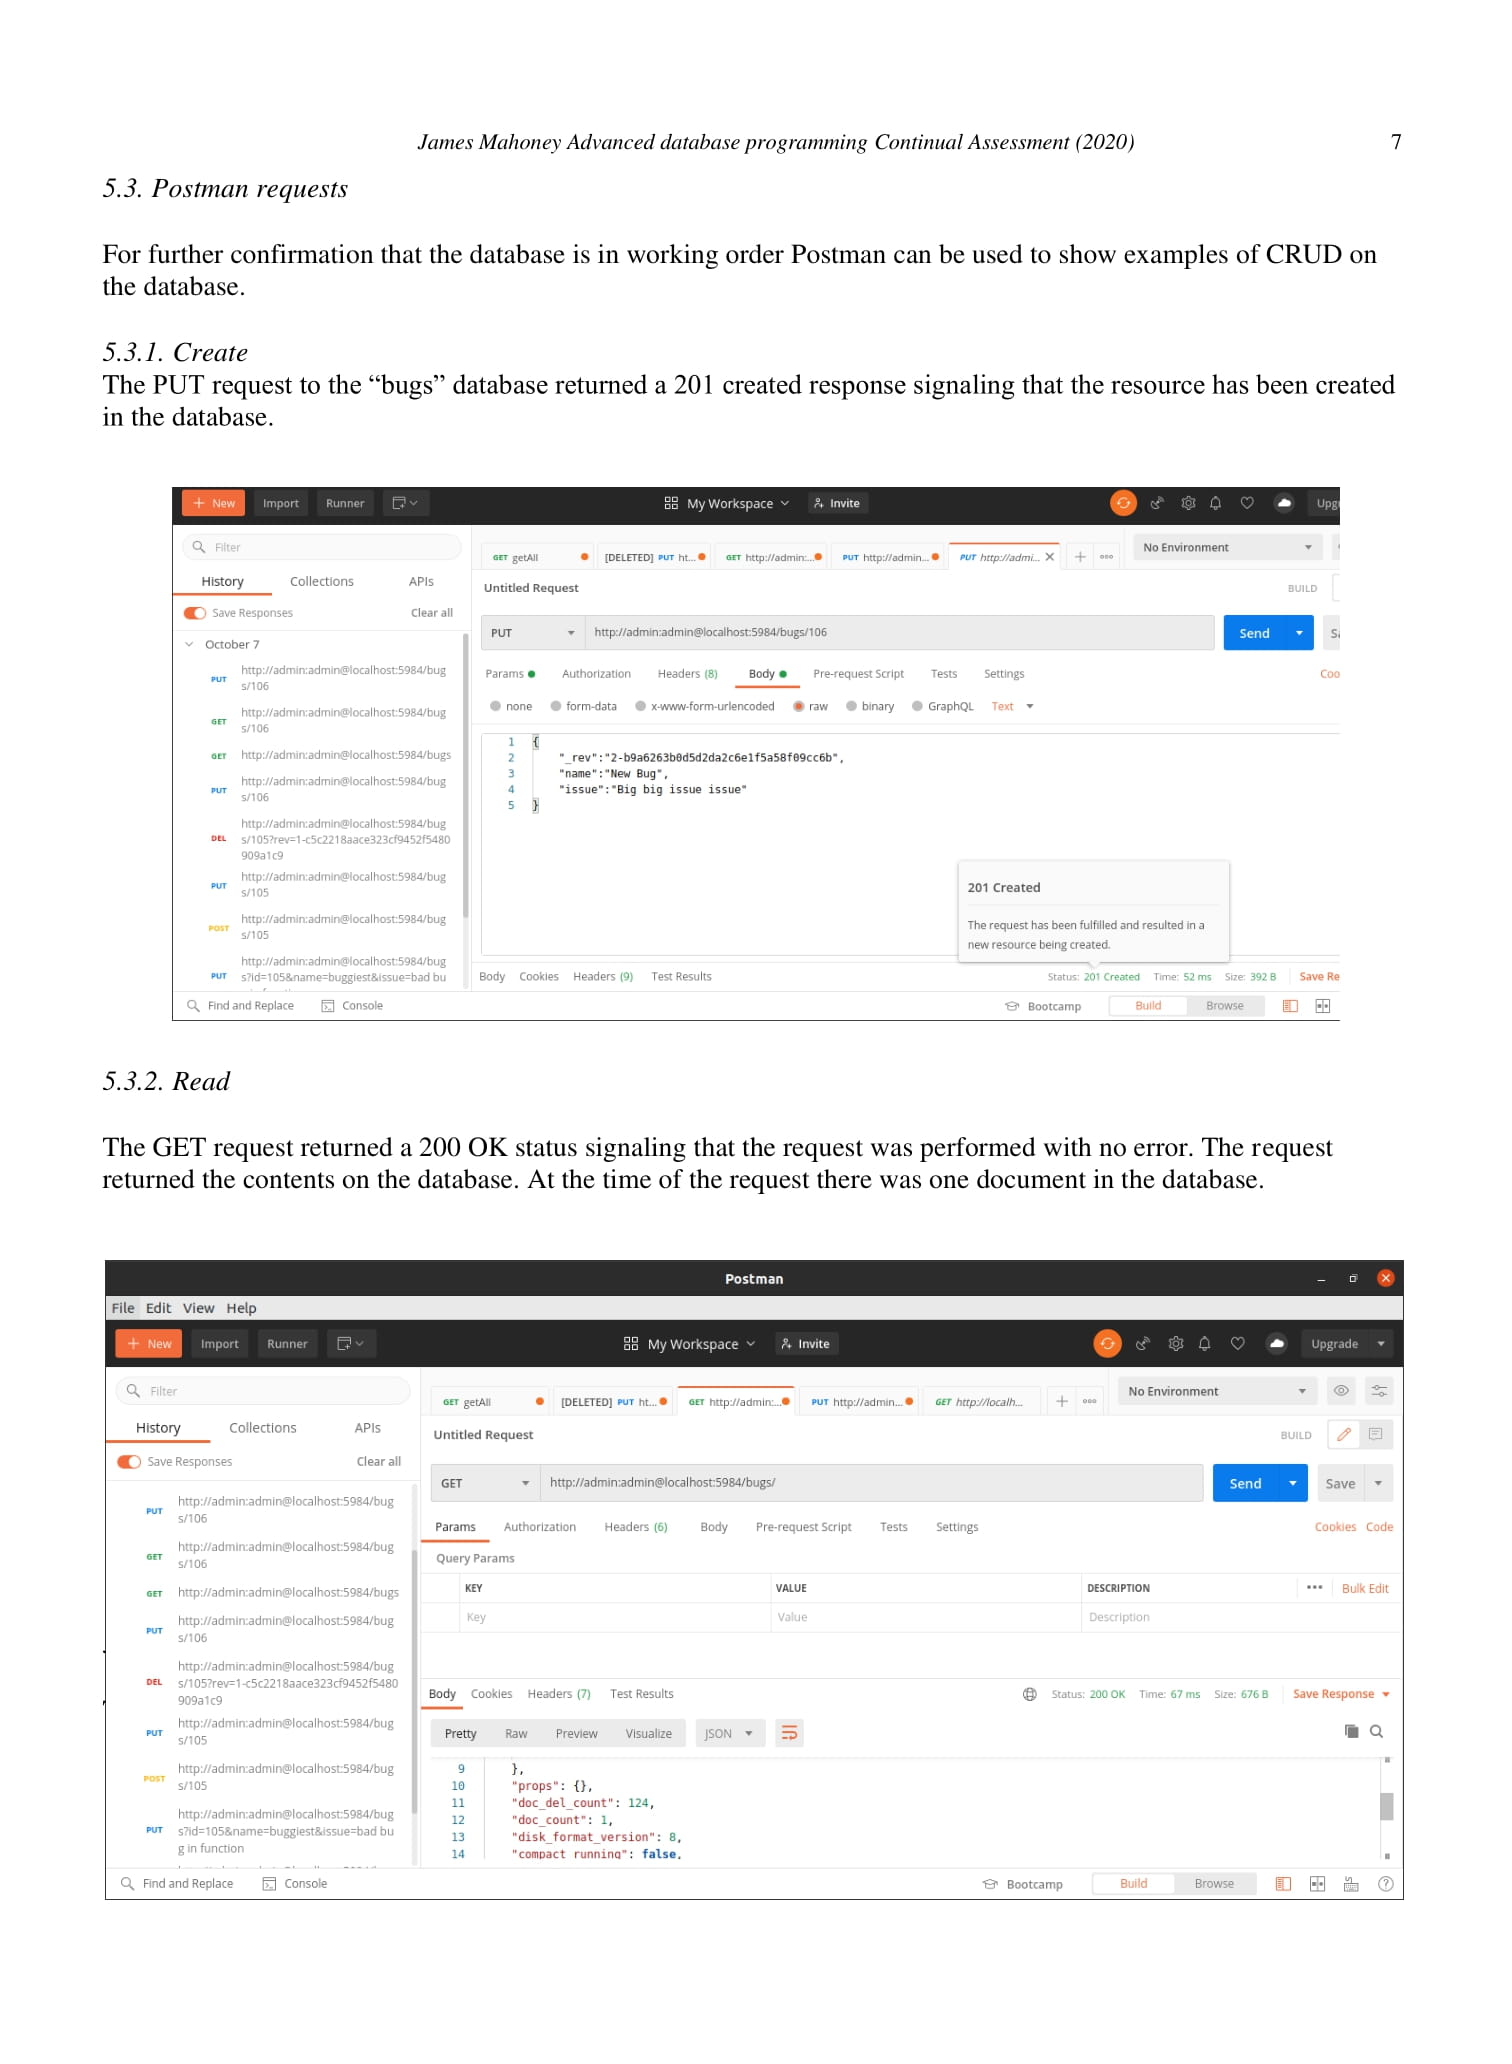 James Mahoney Advanced database programming Continual Assessment (2020) 7
5.3. Postman requests
For further confirmation that the database is in working order Postman can be used to show examples of CRUD on
the database.
5.3.1. Create
The PUT request to the “bugs” database returned a 201 created response signaling that the resource has been created
in the database.
+ New Import Runner My Workspace Invite Upg
Filter
History Collections APIs
Save Responses Clear all
October 7
PUT http://admin:admin@localhost:5984/bug
s/106
GET http://admin:admin@localhost:5984/bug
s/106
GET http://admin:admin@localhost:5984/bugs
PUT http://admin:admin@localhost:5984/bug
s/106
DEL http://admin:admin@localhost:5984/bug
s/105?rev=1-c5c2218aace323cf9452f5480
909a1c9
PUT http://admin:admin@localhost:5984/bug
s/105
POST http://admin:admin@localhost:5984/bug
s/105
PUT http://admin:admin@localhost:5984/bug
s?id=105&name=buggiest&issue=bad bu
GET getAll [DELETED] PUT ht... GET http://admin:... PUT http://admin... PUT http://admi... No Environment
Untitled Request BUILD
PUT http://admin:admin@localhost:5984/bugs/106 Send
Params Authorization Headers (8) Body Pre-request Script Tests Settings Coo
none form-data x-www-form-urlencoded raw binary GraphQL Text
1 {
2 "_rev":"2-b9a6263b0d5d2da2c6e1f5a58f09cc6b",
3 "name":"New Bug",
4 "issue":"Big big issue issue"
5 }
201 Created
The request has been fulfilled and resulted in a
new resource being created.
Body Cookies Headers (9) Test Results Status: 201 Created Time: 52 ms Size: 392 B Save Re
Find and Replace Console Bootcamp Build Browse
5.3.2. Read
The GET request returned a 200 OK status signaling that the request was performed with no error. The request
returned the contents on the database. At the time of the request there was one document in the database.
Postman
File Edit View Help
+ New Import Runner My Workspace Invite Upgrade
Filter
History Collections APIs
Save Responses Clear all
PUT http://admin:admin@localhost:5984/bug
s/106
GET http://admin:admin@localhost:5984/bug
s/106
GET http://admin:admin@localhost:5984/bugs
PUT http://admin:admin@localhost:5984/bug
s/106
DEL http://admin:admin@localhost:5984/bug
s/105?rev=1-c5c2218aace323cf9452f5480
909a1c9
PUT http://admin:admin@localhost:5984/bug
s/105
POST http://admin:admin@localhost:5984/bug
s/105
PUT http://admin:admin@localhost:5984/bug
s?id=105&name=buggiest&issue=bad bu
g in function
GET getAll [DELETED] PUT ht... GET http://admin:... PUT http://admin... GET http://localh... No Environment
Untitled Request BUILD
GET http://admin:admin@localhost:5984/bugs/ Send Save
Params Authorization Headers (6) Body Pre-request Script Tests Settings Cookies Code
Query Params
KEY VALUE DESCRIPTION Bulk Edit
Key Value Description
Body Cookies Headers (7) Test Results Status: 200 OK Time: 67 ms Size: 676 B Save Response
Pretty Raw Preview Visualize JSON
9 },
10 "props": {},
11 "doc_del_count": 124,
12 "doc_count": 1,
13 "disk_format_version": 8,
14 "compact_running": false,
Find and Replace Console Bootcamp Build Browse